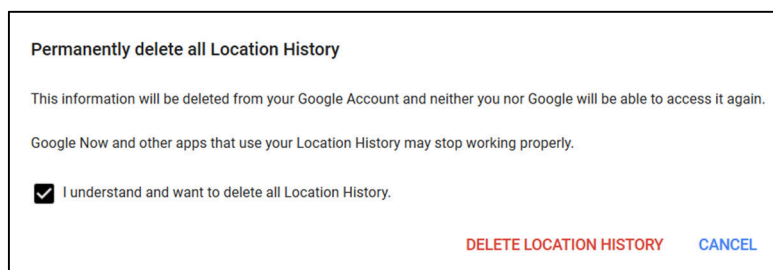 Permanently delete all Location History
This information will be deleted from your Google Account and neither you nor Google will be able to access it again.
Google Now and other apps that use your Location History may stop working properly.
I understand and want to delete all Location History.
DELETE LOCATION HISTORY CANCEL